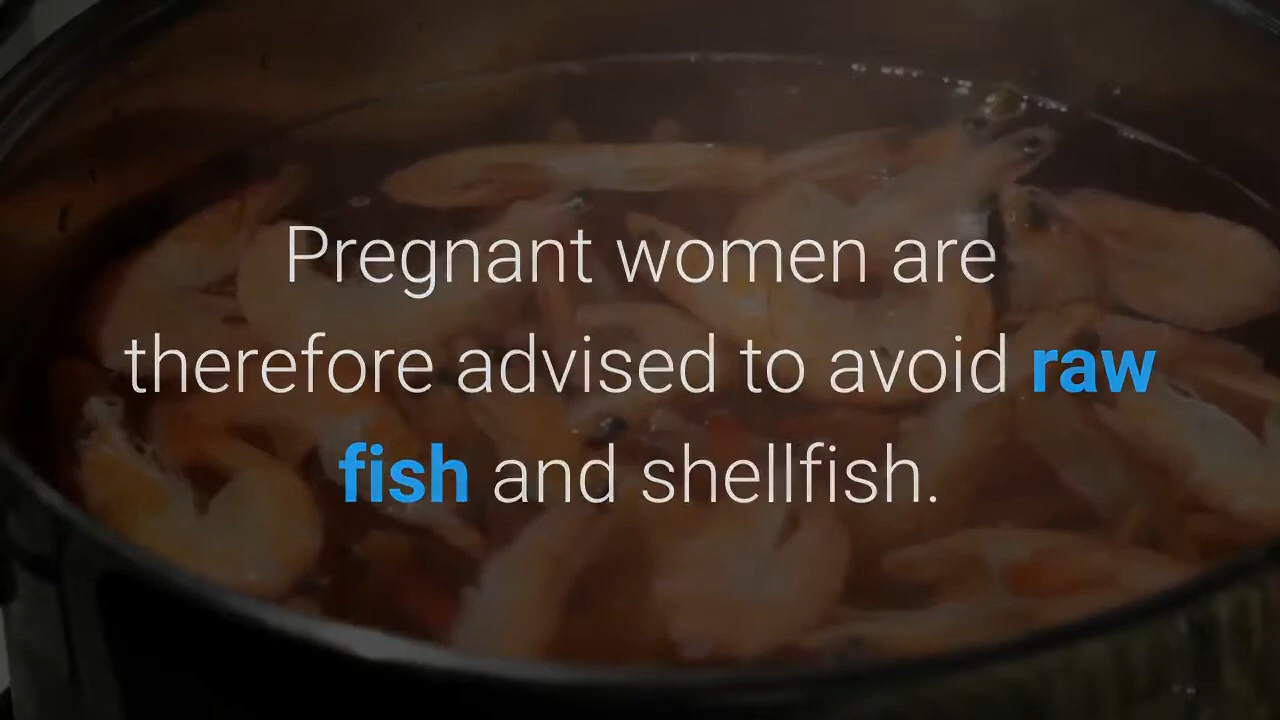 Pregnant women are
therefore advised to avoid raw
fish and shellfish.